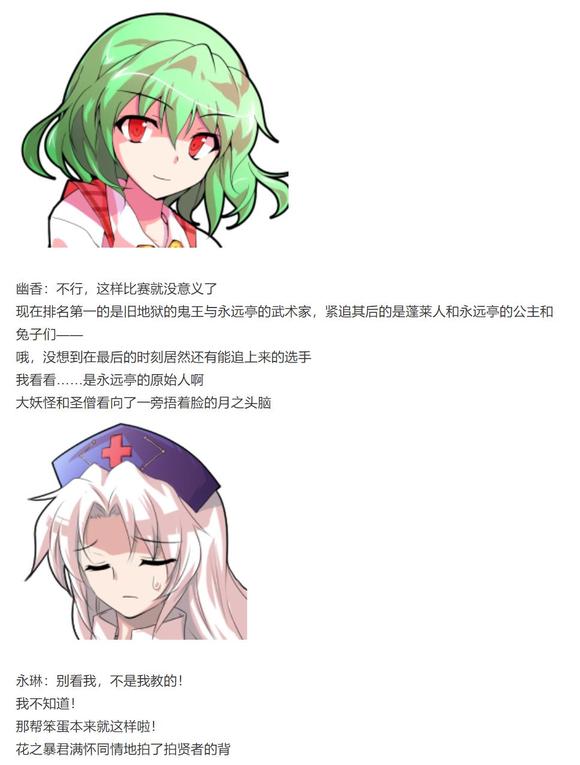 幽香：不行，这样比赛就没意义了
现在排名第一的是旧地狱的鬼王与永远亭的武术家，紧追其后的是蓬莱人和永远亭的公主和
兔子们——
哦，没想到在最后的时刻居然还有能追上来的选手
我看看……是永远亭的原始人啊
大妖怪和圣僧看向了一旁捂着脸的月之头脑
永琳：别看我，不是我教的！
我不知道！
那帮笨蛋本来就这样啦！
花之暴君满怀同情地拍了拍贤者的背